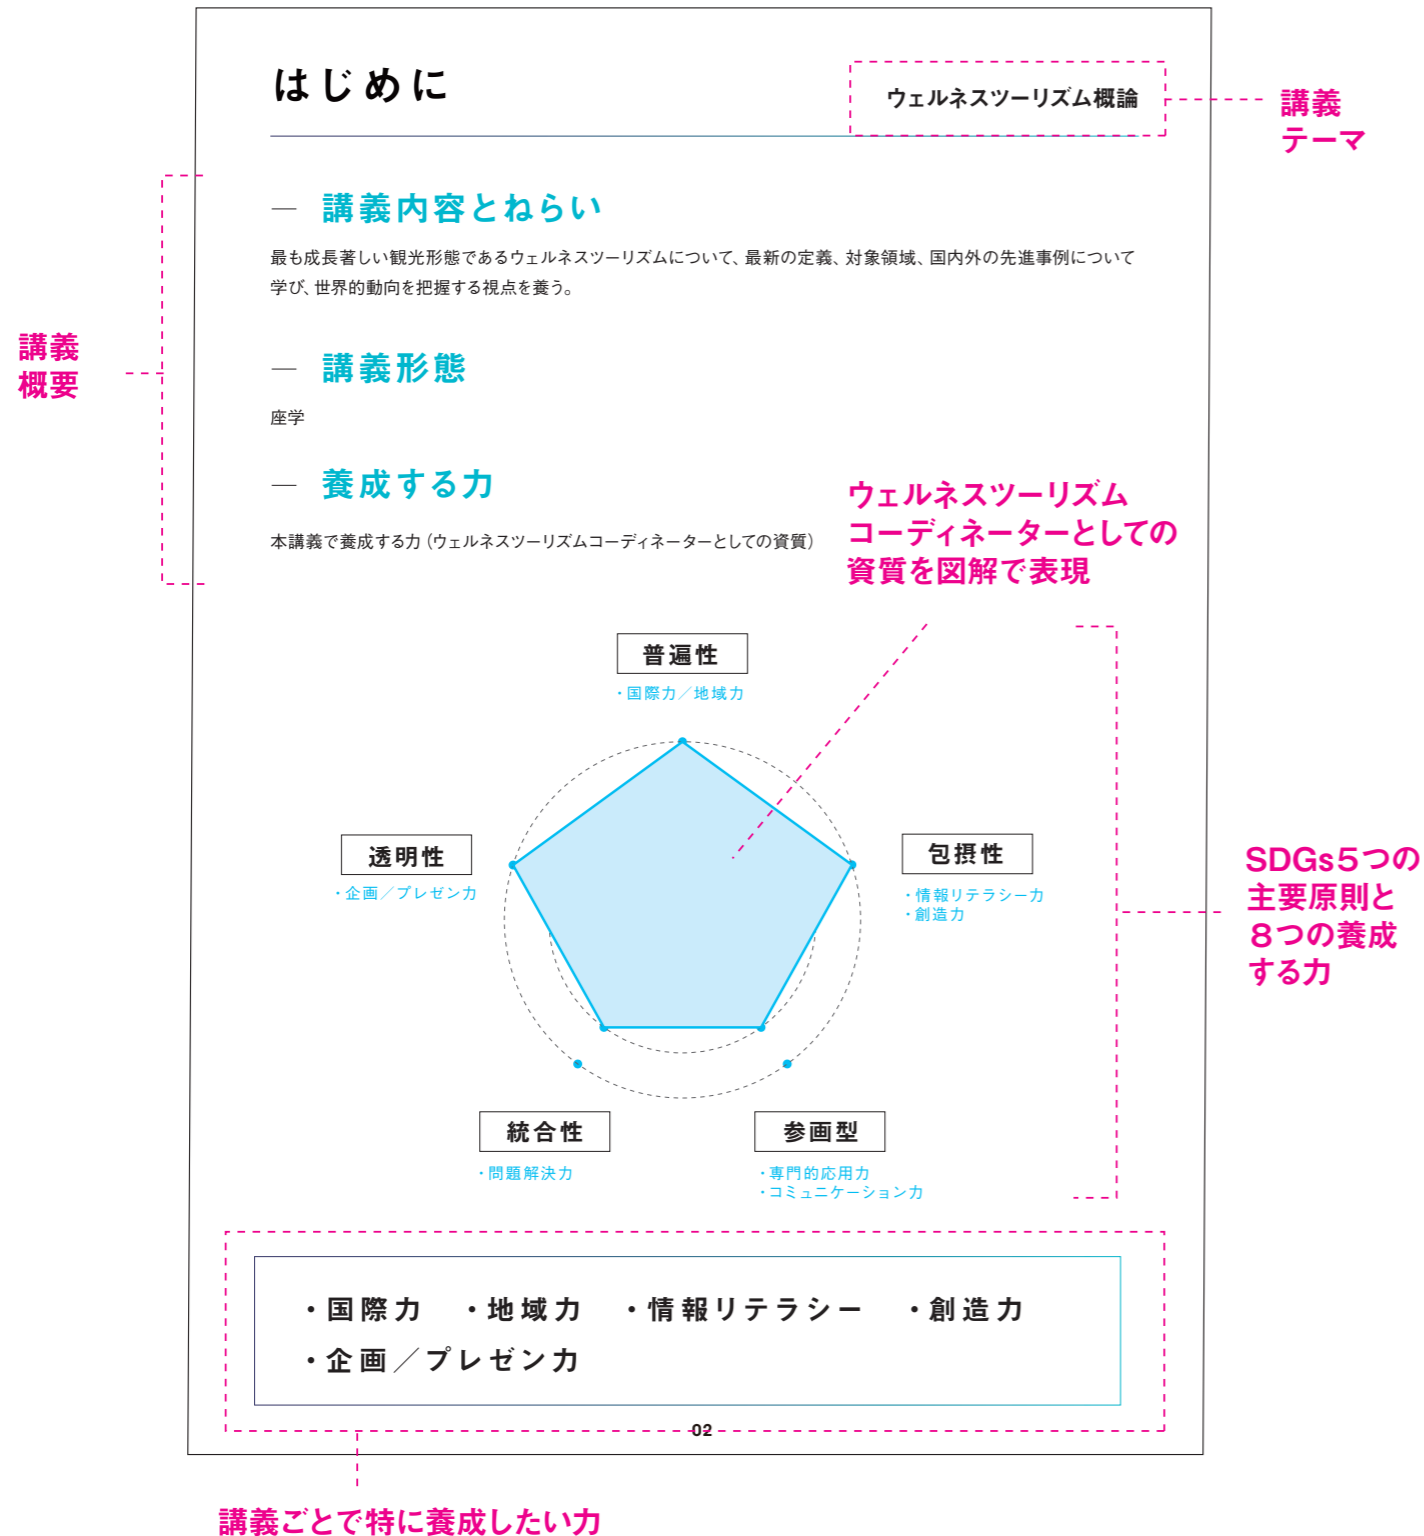 はじめに
ウェルネスツーリズム概論
講義
テーマ
― 講義内容とねらい
最も成長著しい観光形態であるウェルネスツーリズムについて、最新の定義、対象領域、国内外の先進事例について
学び、世界的動向を把握する視点を養う。
講義
概要
― 講義形態
座学
― 養成する力
本講義で養成する力（ウェルネスツーリズムコーディネーターとしての資質）
ウェルネスツーリズム
コーディネーターとしての
資質を図解で表現
普遍性
・国際力／地域力
透明性
・企画／プレゼン力
包摂性
・情報リテラシー力
・創造力
SDGs5つの
主要原則と
8つの養成
する力
統合性
・問題解決力
参画型
・専門的応用力
・コミュニケーション力
・国際力 ・地域力 ・情報リテラシー ・創造力
・企画／プレゼン力
02
講義ごとで特に養成したい力